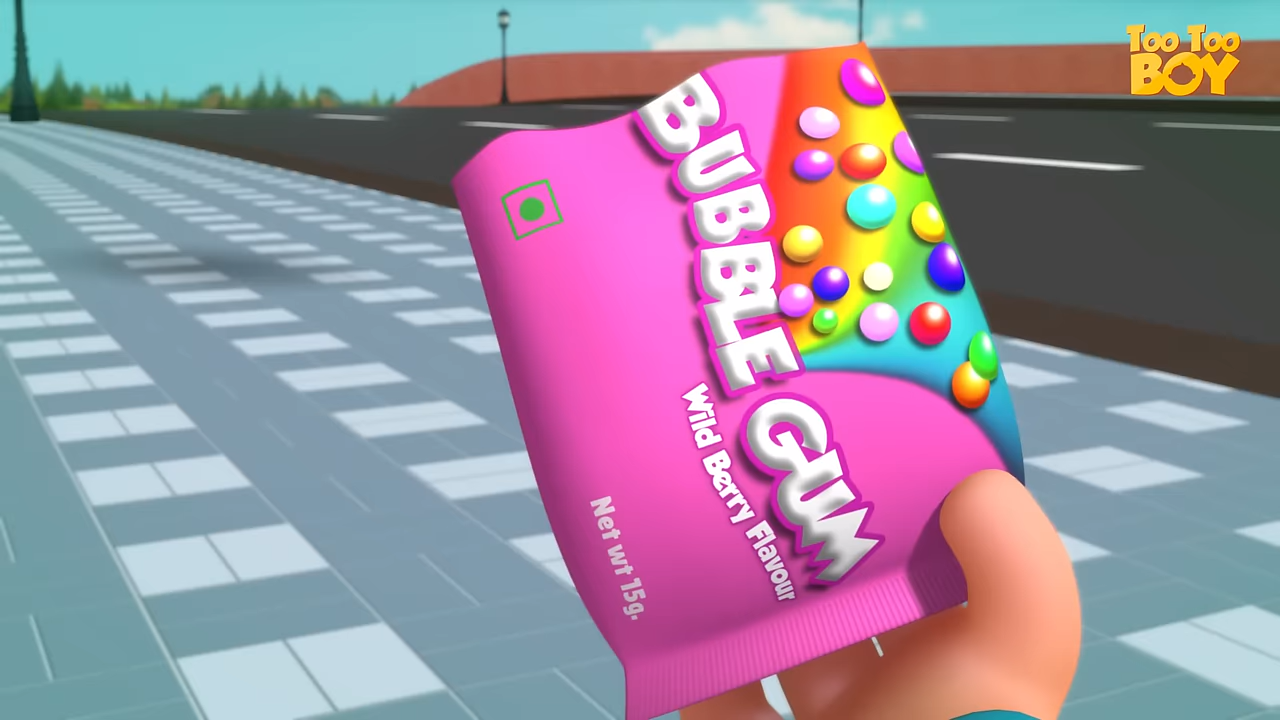 Too Too
BOY
BUBBLE GUM
Wild Berry Flavour
Net wt 15g.